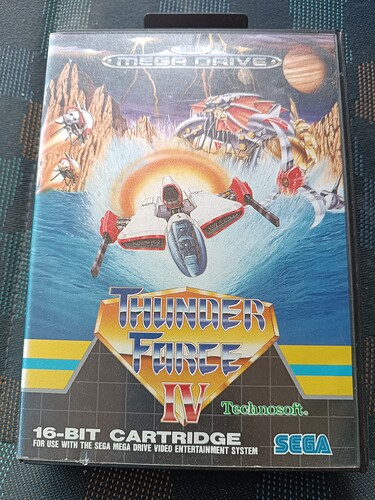 MEGA DRIVE
THUNDER
FORCE
IV
Technosoft.
16-BIT CARTRIDGE
FOR USE WITH THE SEGA MEGA DRIVE VIDEO ENTERTAINMENT SYSTEM
SEGA